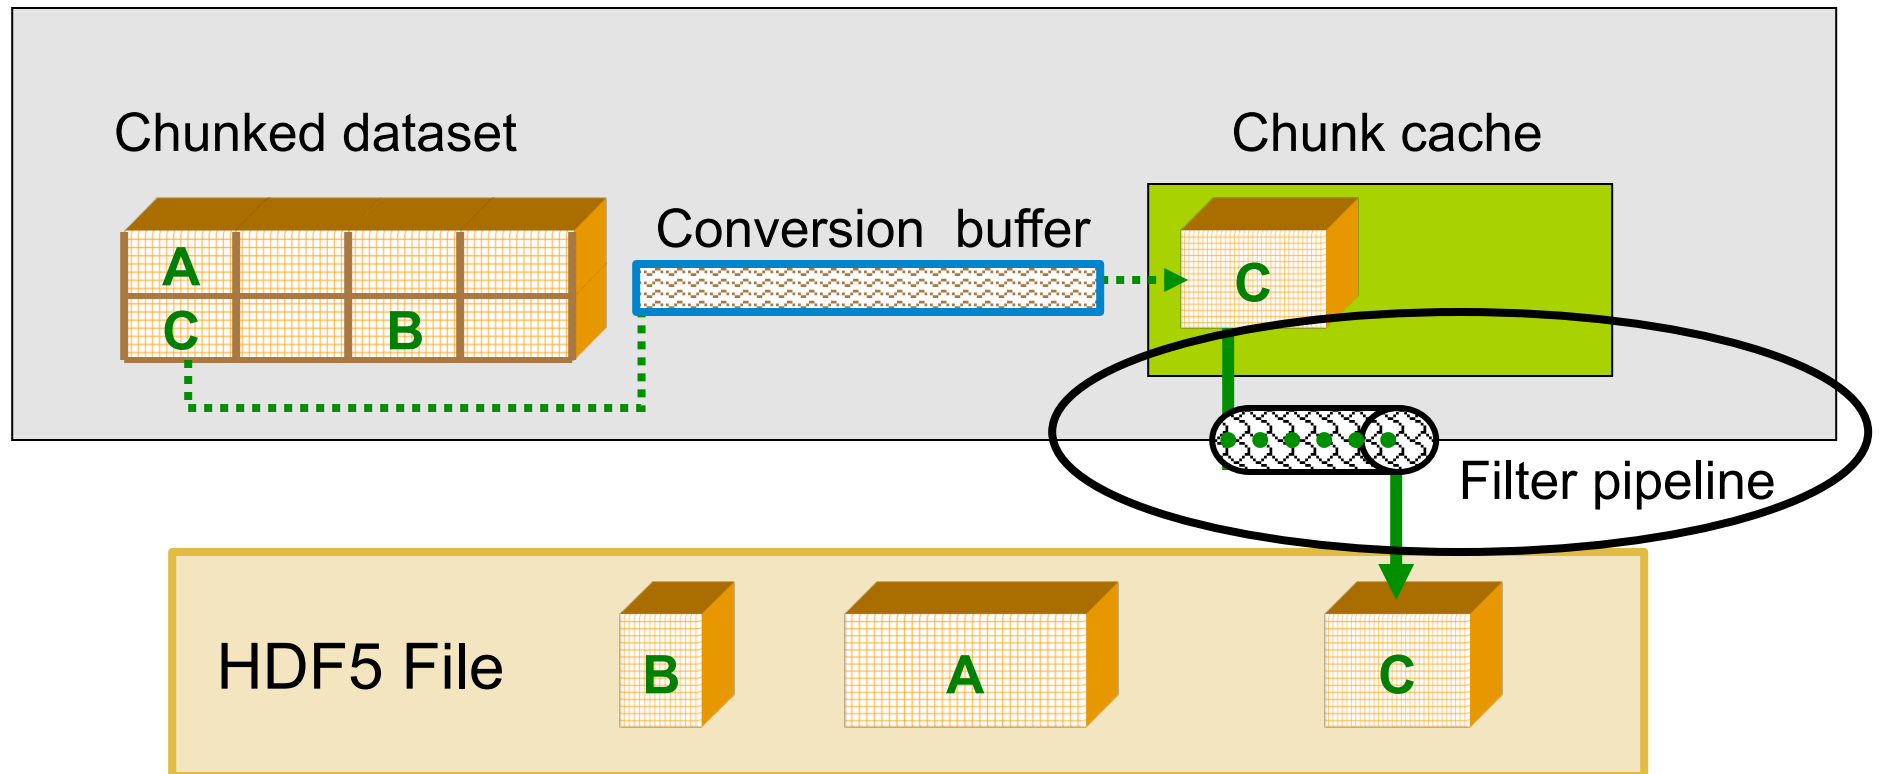 Chunked dataset
Chunk cache
Conversion  buffer
A
C
C
B
Filter pipeline
HDF5 File
B
A
C